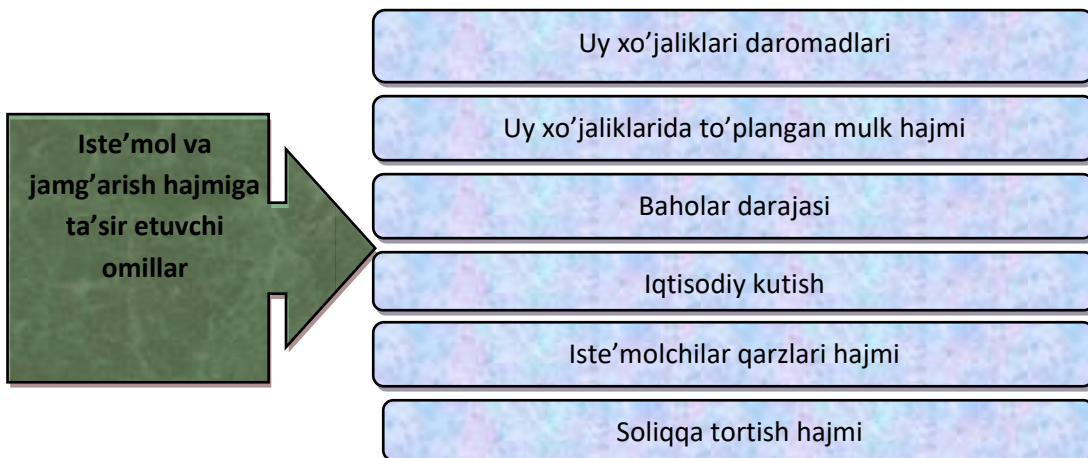 Iste’mol va
jamg’arish hajmiga
ta’sir etuvchi
omillar
Uy xo’jaliklari daromadlari
Uy xo’jaliklarida to’plangan mulk hajmi
Baholar darajasi
Iqtisodiy kutish
Iste’molchilar qarzlari hajmi
Soliqqa tortish hajmi